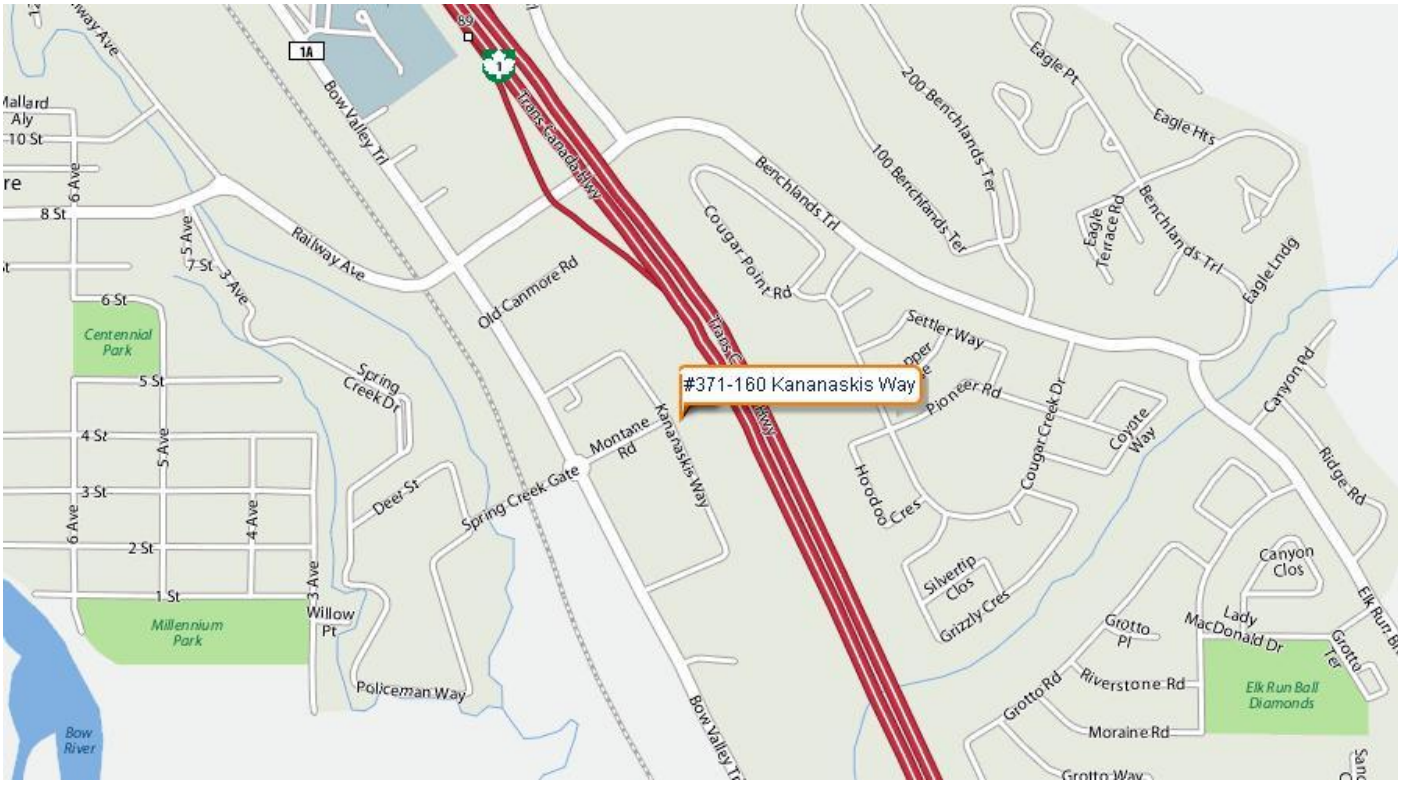 89
1A
1
Railway Ave
Mallard
Aly
10 St
6 Ave
8 St
5 Ave
7 St
3 Ave
Railway Ave
Bow Valley Trl
Trans Canada Hwy
Old Canmore Rd
Benchlands Trl
Cougar Point Rd
100 Benchlands Ter
200 Benchlands Ter
Eagle Pt
Eagle Hts
Eagle
Terrace Rd
Benchlands Trl
Eagle Lndg
6 St
Centennial
Park
5 St
Spring
Creek Dr
4 St
5 Ave
3 St
6 Ave
4 Ave
2 St
1 St
3 Ave
Millennium
Park
Willow
Pt
Deer St
Policeman Way
Bow
River
Spring Creek Gate
Montane
Rd
Kananaskis Way
#371-160 Kananaskis Way
Settler Way
Pioneer Rd
Cougar Creek Dr
Coyote
Way
Hoodoo Cres
Silvertip
Clos
Grizzly Cres
Canyon Rd
Ridge Rd
Canyon
Clos
Lady
MacDonald Dr
Grotto
Pl
Grotto
Ter
Elk Run B
Grotto Rd
Riverstone Rd
Moraine Rd
Elk Run Ball
Diamonds
Grotto Way
Bow Valley Tr